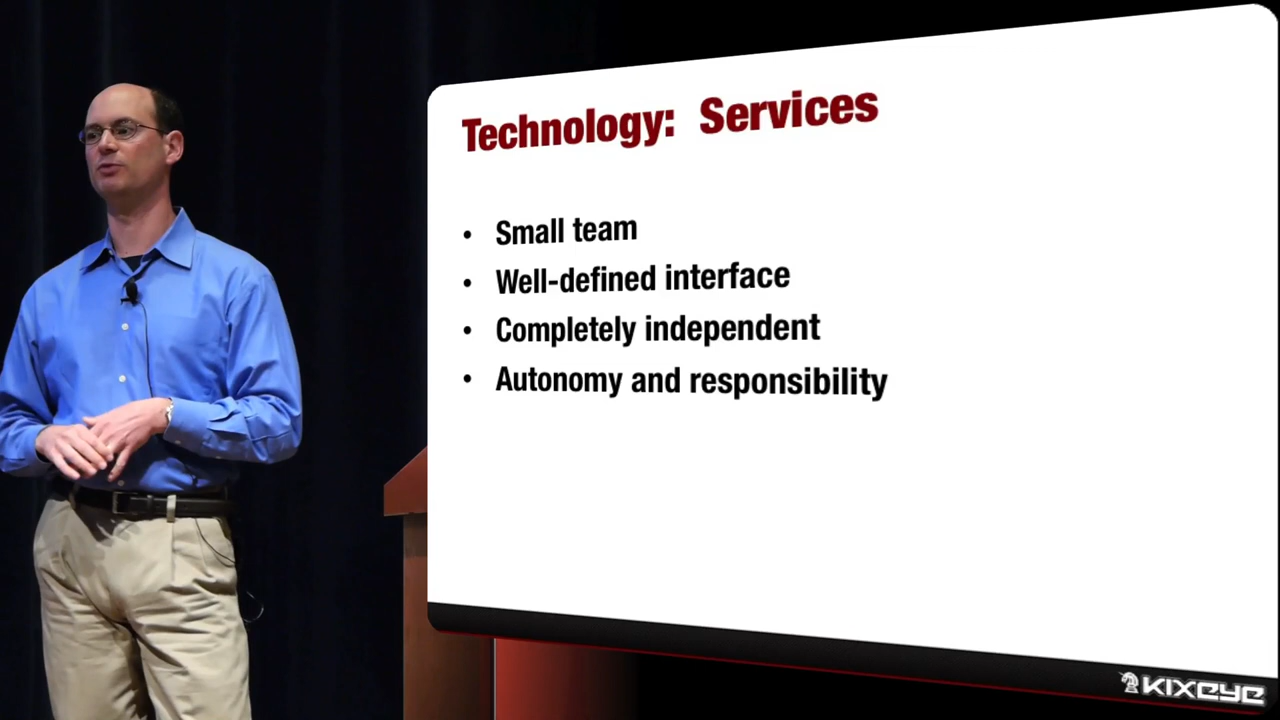 Technology: Services
• Small team
• Well-defined interface
• Completely independent
• Autonomy and responsibility
KIXEYE